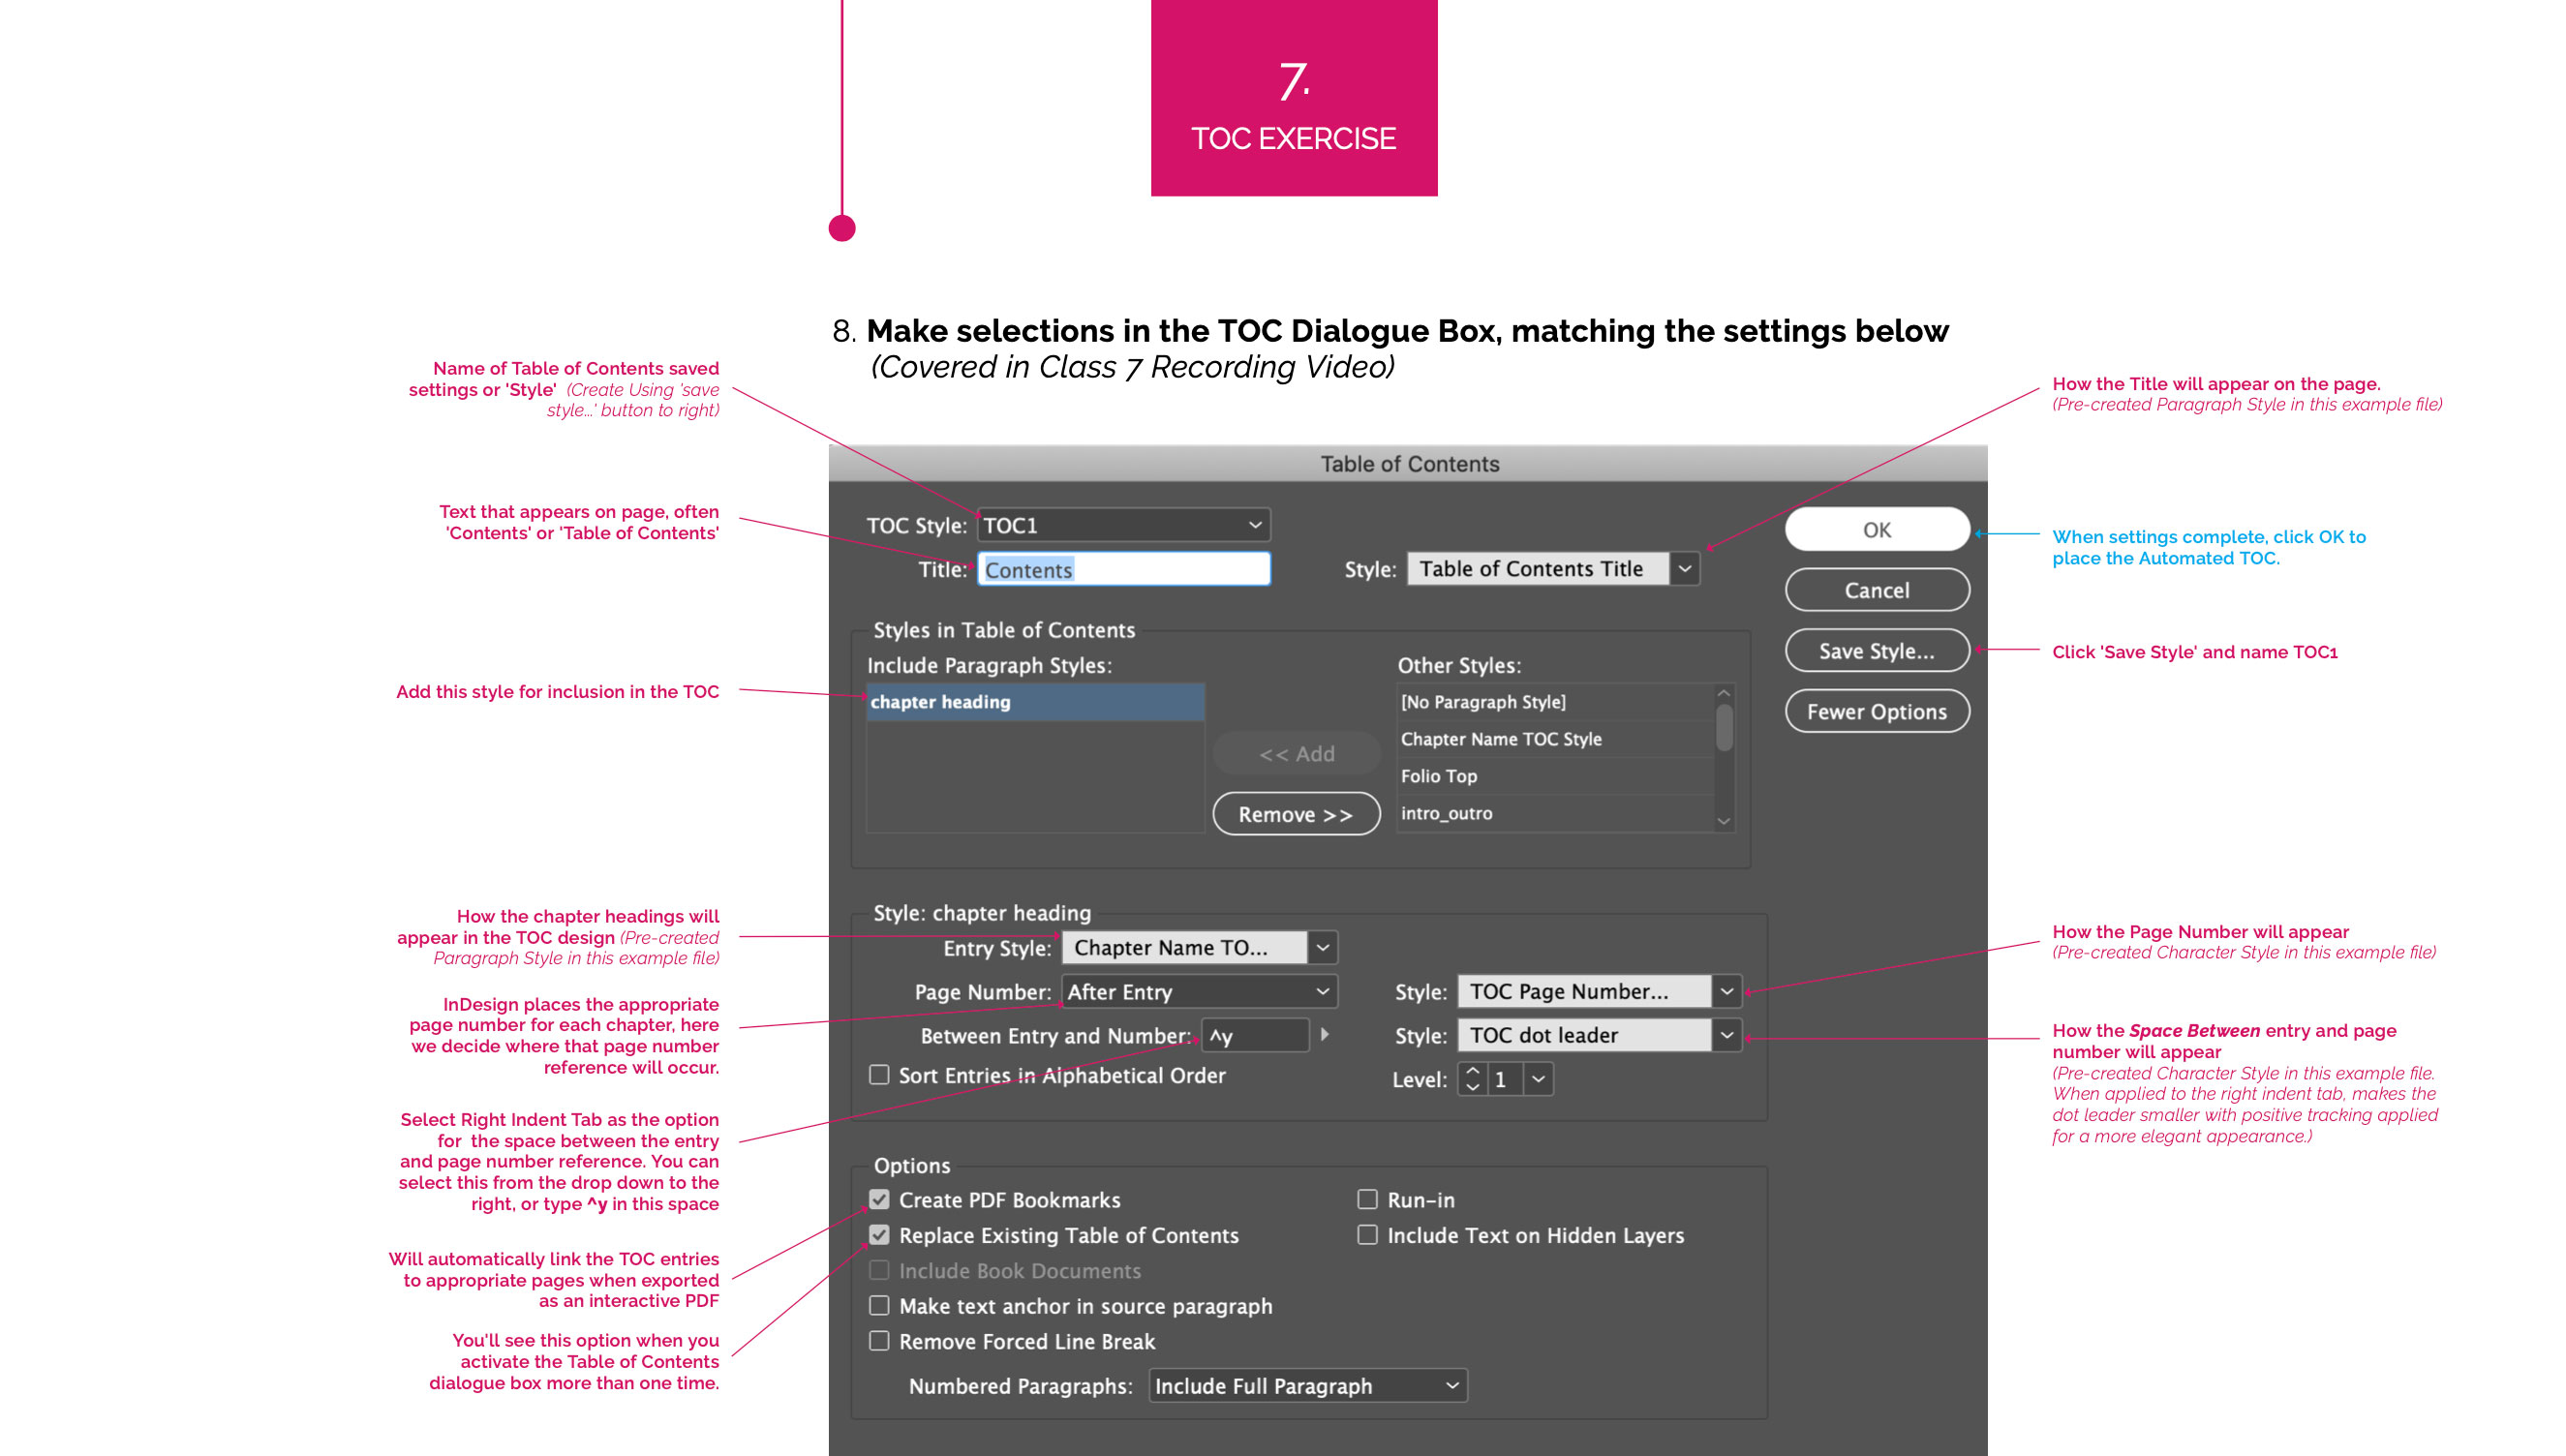 7.
TOC EXERCISE
8. Make selections in the TOC Dialogue Box, matching the settings below
(Covered in Class 7 Recording Video)
Name of Table of Contents saved
settings or 'Style' (Create Using 'save
style...' button to right)
Text that appears on page, often
'Contents' or 'Table of Contents'
Add this style for inclusion in the TOC
How the chapter headings will
appear in the TOC design (Pre-created
Paragraph Style in this example file)
InDesign places the appropriate
page number for each chapter, here
we decide where that page number
reference will occur.
Select Right Indent Tab as the option
for the space between the entry
and page number reference. You can
select this from the drop down to the
right, or type ^y in this space
Will automatically link the TOC entries
to appropriate pages when exported
as an interactive PDF
You'll see this option when you
activate the Table of Contents
dialogue box more than one time.
Table of Contents
TOC Style: TOC1
Title: Contents
Style: Table of Contents Title
OK
Cancel
Save Style...
Fewer Options
Styles in Table of Contents
Include Paragraph Styles:
chapter heading
<< Add
Remove >>
Other Styles:
[No Paragraph Style]
Chapter Name TOC Style
Folio Top
intro_outro
Style: chapter heading
Entry Style: Chapter Name TO...
Page Number: After Entry
Style: TOC Page Number...
Between Entry and Number: ^y
Style: TOC dot leader
Sort Entries in Alphabetical Order
Level: 1
Options
Create PDF Bookmarks
Run-in
Replace Existing Table of Contents
Include Text on Hidden Layers
Include Book Documents
Make text anchor in source paragraph
Remove Forced Line Break
Numbered Paragraphs: Include Full Paragraph
How the Title will appear on the page.
(Pre-created Paragraph Style in this example file)
When settings complete, click OK to
place the Automated TOC.
Click 'Save Style' and name TOC1
How the Page Number will appear
(Pre-created Character Style in this example file)
How the Space Between entry and page
number will appear
(Pre-created Character Style in this example file.
When applied to the right indent tab, makes the
dot leader smaller with positive tracking applied
for a more elegant appearance.)